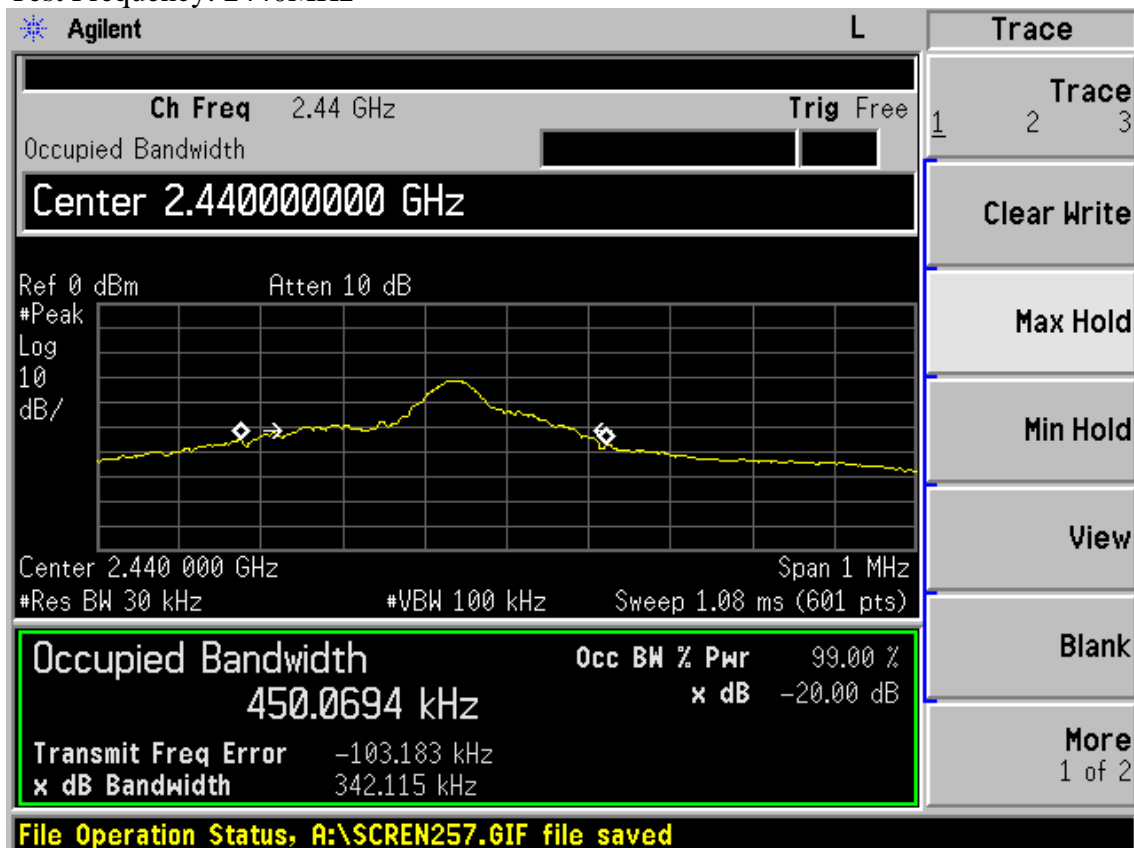 Agilent L Trace
Ch Freq 2.44 GHz Trig Free
Occupied Bandwidth
Center 2.440000000 GHz
Ref 0 dBm Atten 10 dB
#Peak
Log
10
dB/
Center 2.440 000 GHz Span 1 MHz
#Res BW 30 kHz #VBW 100 kHz Sweep 1.08 ms (601 pts)
Occupied Bandwidth Occ BW % Pwr 99.00 %
450.0694 kHz x dB -20.00 dB
Transmit Freq Error -103.183 kHz
x dB Bandwidth 342.115 kHz
File Operation Status, A:\SCREN257.GIF file saved
Trace
1 2 3
Clear Write
Max Hold
Min Hold
View
Blank
More
1 of 2